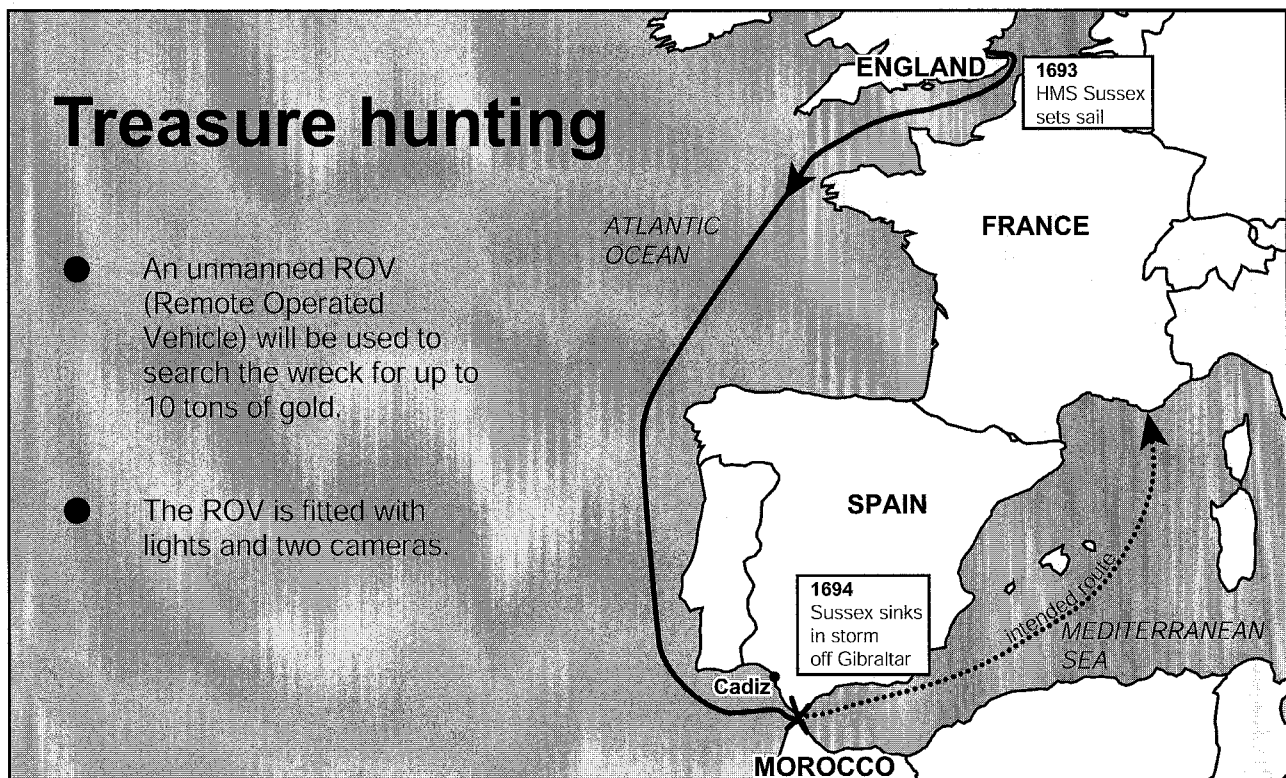 Treasure hunting
● An unmanned ROV
(Remote Operated
Vehicle) will be used to
search the wreck for up to
10 tons of gold.
● The ROV is fitted with
lights and two cameras.
ENGLAND
1693
HMS Sussex
sets sail
ATLANTIC
OCEAN
FRANCE
SPAIN
1694
Sussex sinks
in storm
off Gibraltar
intended route
MEDITERRANEAN
SEA
Cadiz
MOROCCO